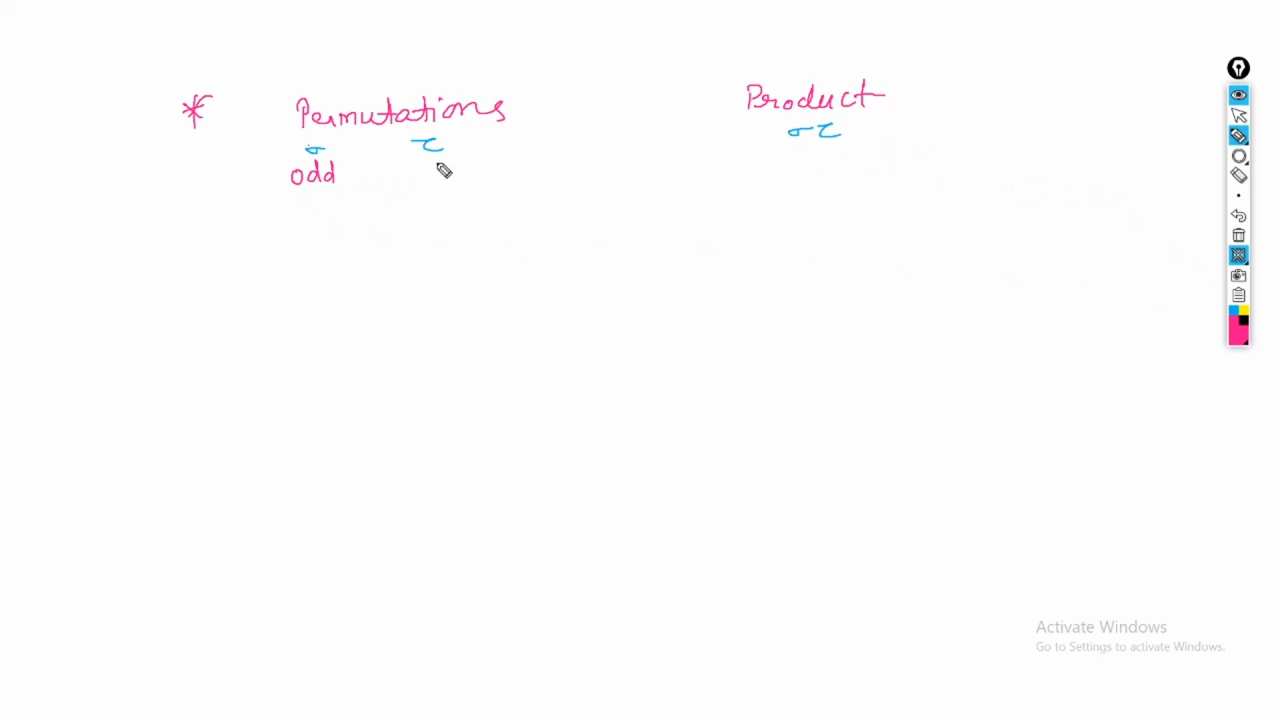 * Permutations Product
σ τ στ
odd
Activate Windows
Go to Settings to activate Windows.